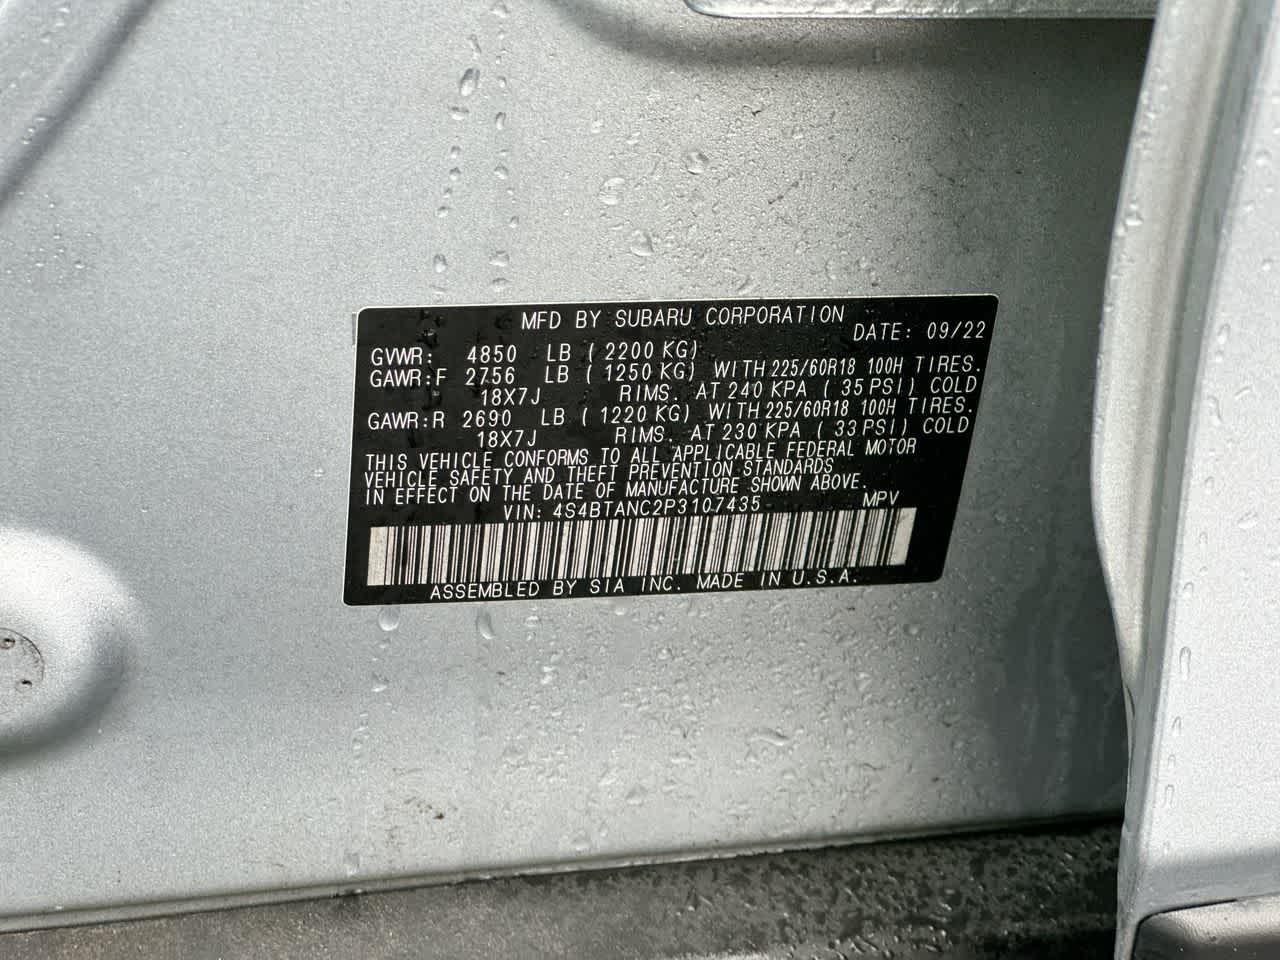 MFD BY SUBARU CORPORATION
DATE: 09/22
GVWR: 4850 LB ( 2200 KG)
GAWR:F 2756 LB ( 1250 KG) WITH 225/60R18 100H TIRES.
18X7J RIMS. AT 240 KPA ( 35 PSI) COLD
GAWR:R 2690 LB ( 1220 KG) WITH 225/60R18 100H TIRES.
18X7J RIMS. AT 230 KPA ( 33 PSI) COLD
THIS VEHICLE CONFORMS TO ALL APPLICABLE FEDERAL MOTOR
VEHICLE SAFETY AND THEFT PREVENTION STANDARDS
IN EFFECT ON THE DATE OF MANUFACTURE SHOWN ABOVE.
VIN: 4S4BTANC2P3107435 MPV
ASSEMBLED BY SIA INC. MADE IN U.S.A.